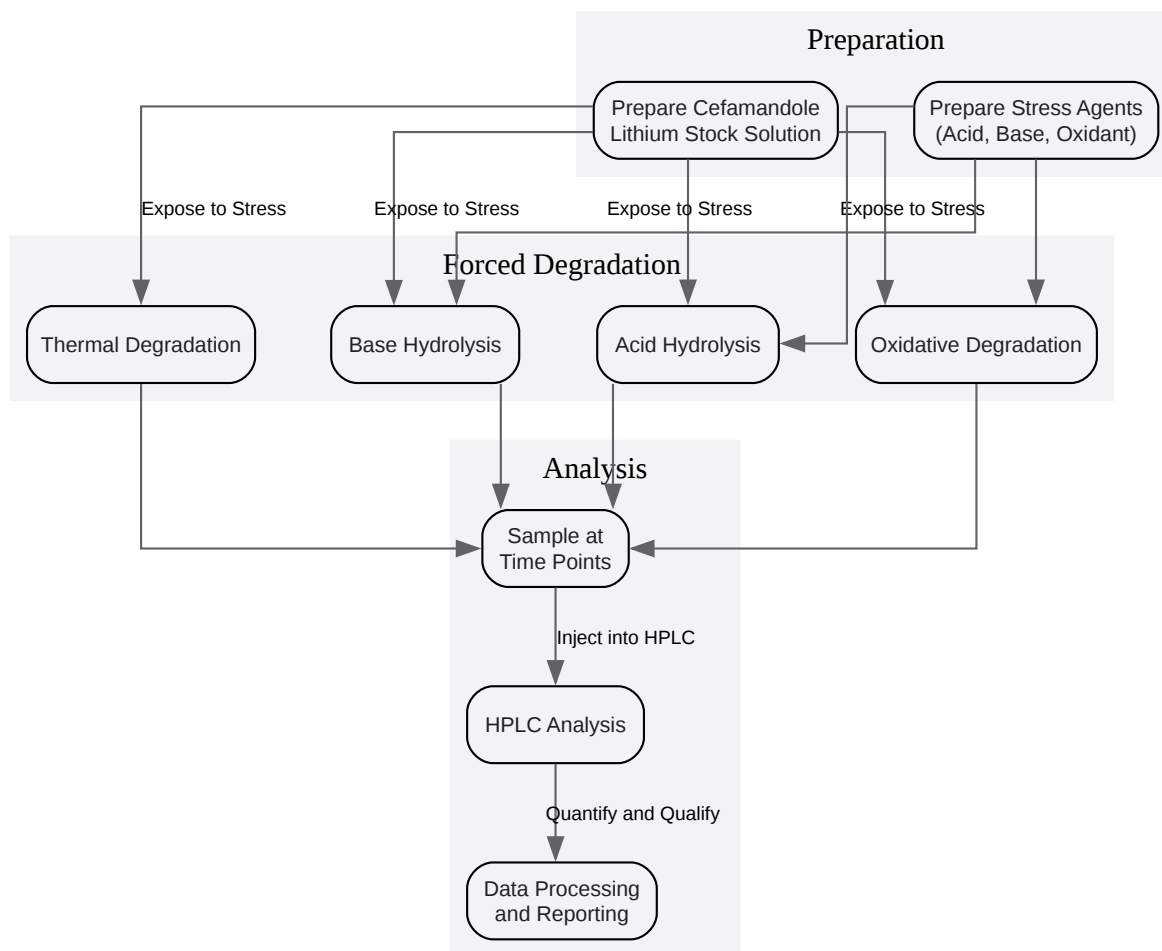 Preparation
Prepare Cefamandole
Lithium Stock Solution
Prepare Stress Agents
(Acid, Base, Oxidant)
Expose to Stress
Expose to Stress
Expose to Stress
Expose to Stress
Forced Degradation
Thermal Degradation
Base Hydrolysis
Acid Hydrolysis
Oxidative Degradation
Analysis
Sample at
Time Points
Inject into HPLC
HPLC Analysis
Quantify and Qualify
Data Processing
and Reporting